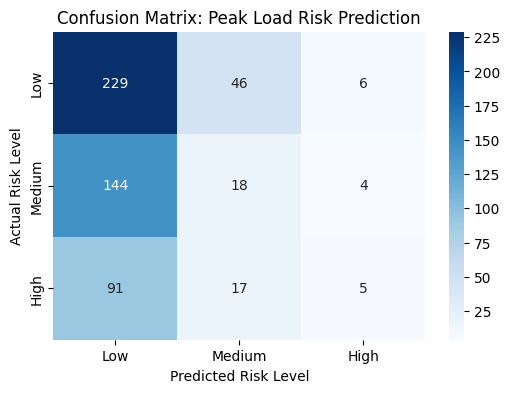 Confusion Matrix: Peak Load Risk Prediction
Actual Risk Level
Low
229
46
6
Medium
144
18
4
High
91
17
5
Low
Medium
High
Predicted Risk Level
225
200
175
150
125
100
75
50
25